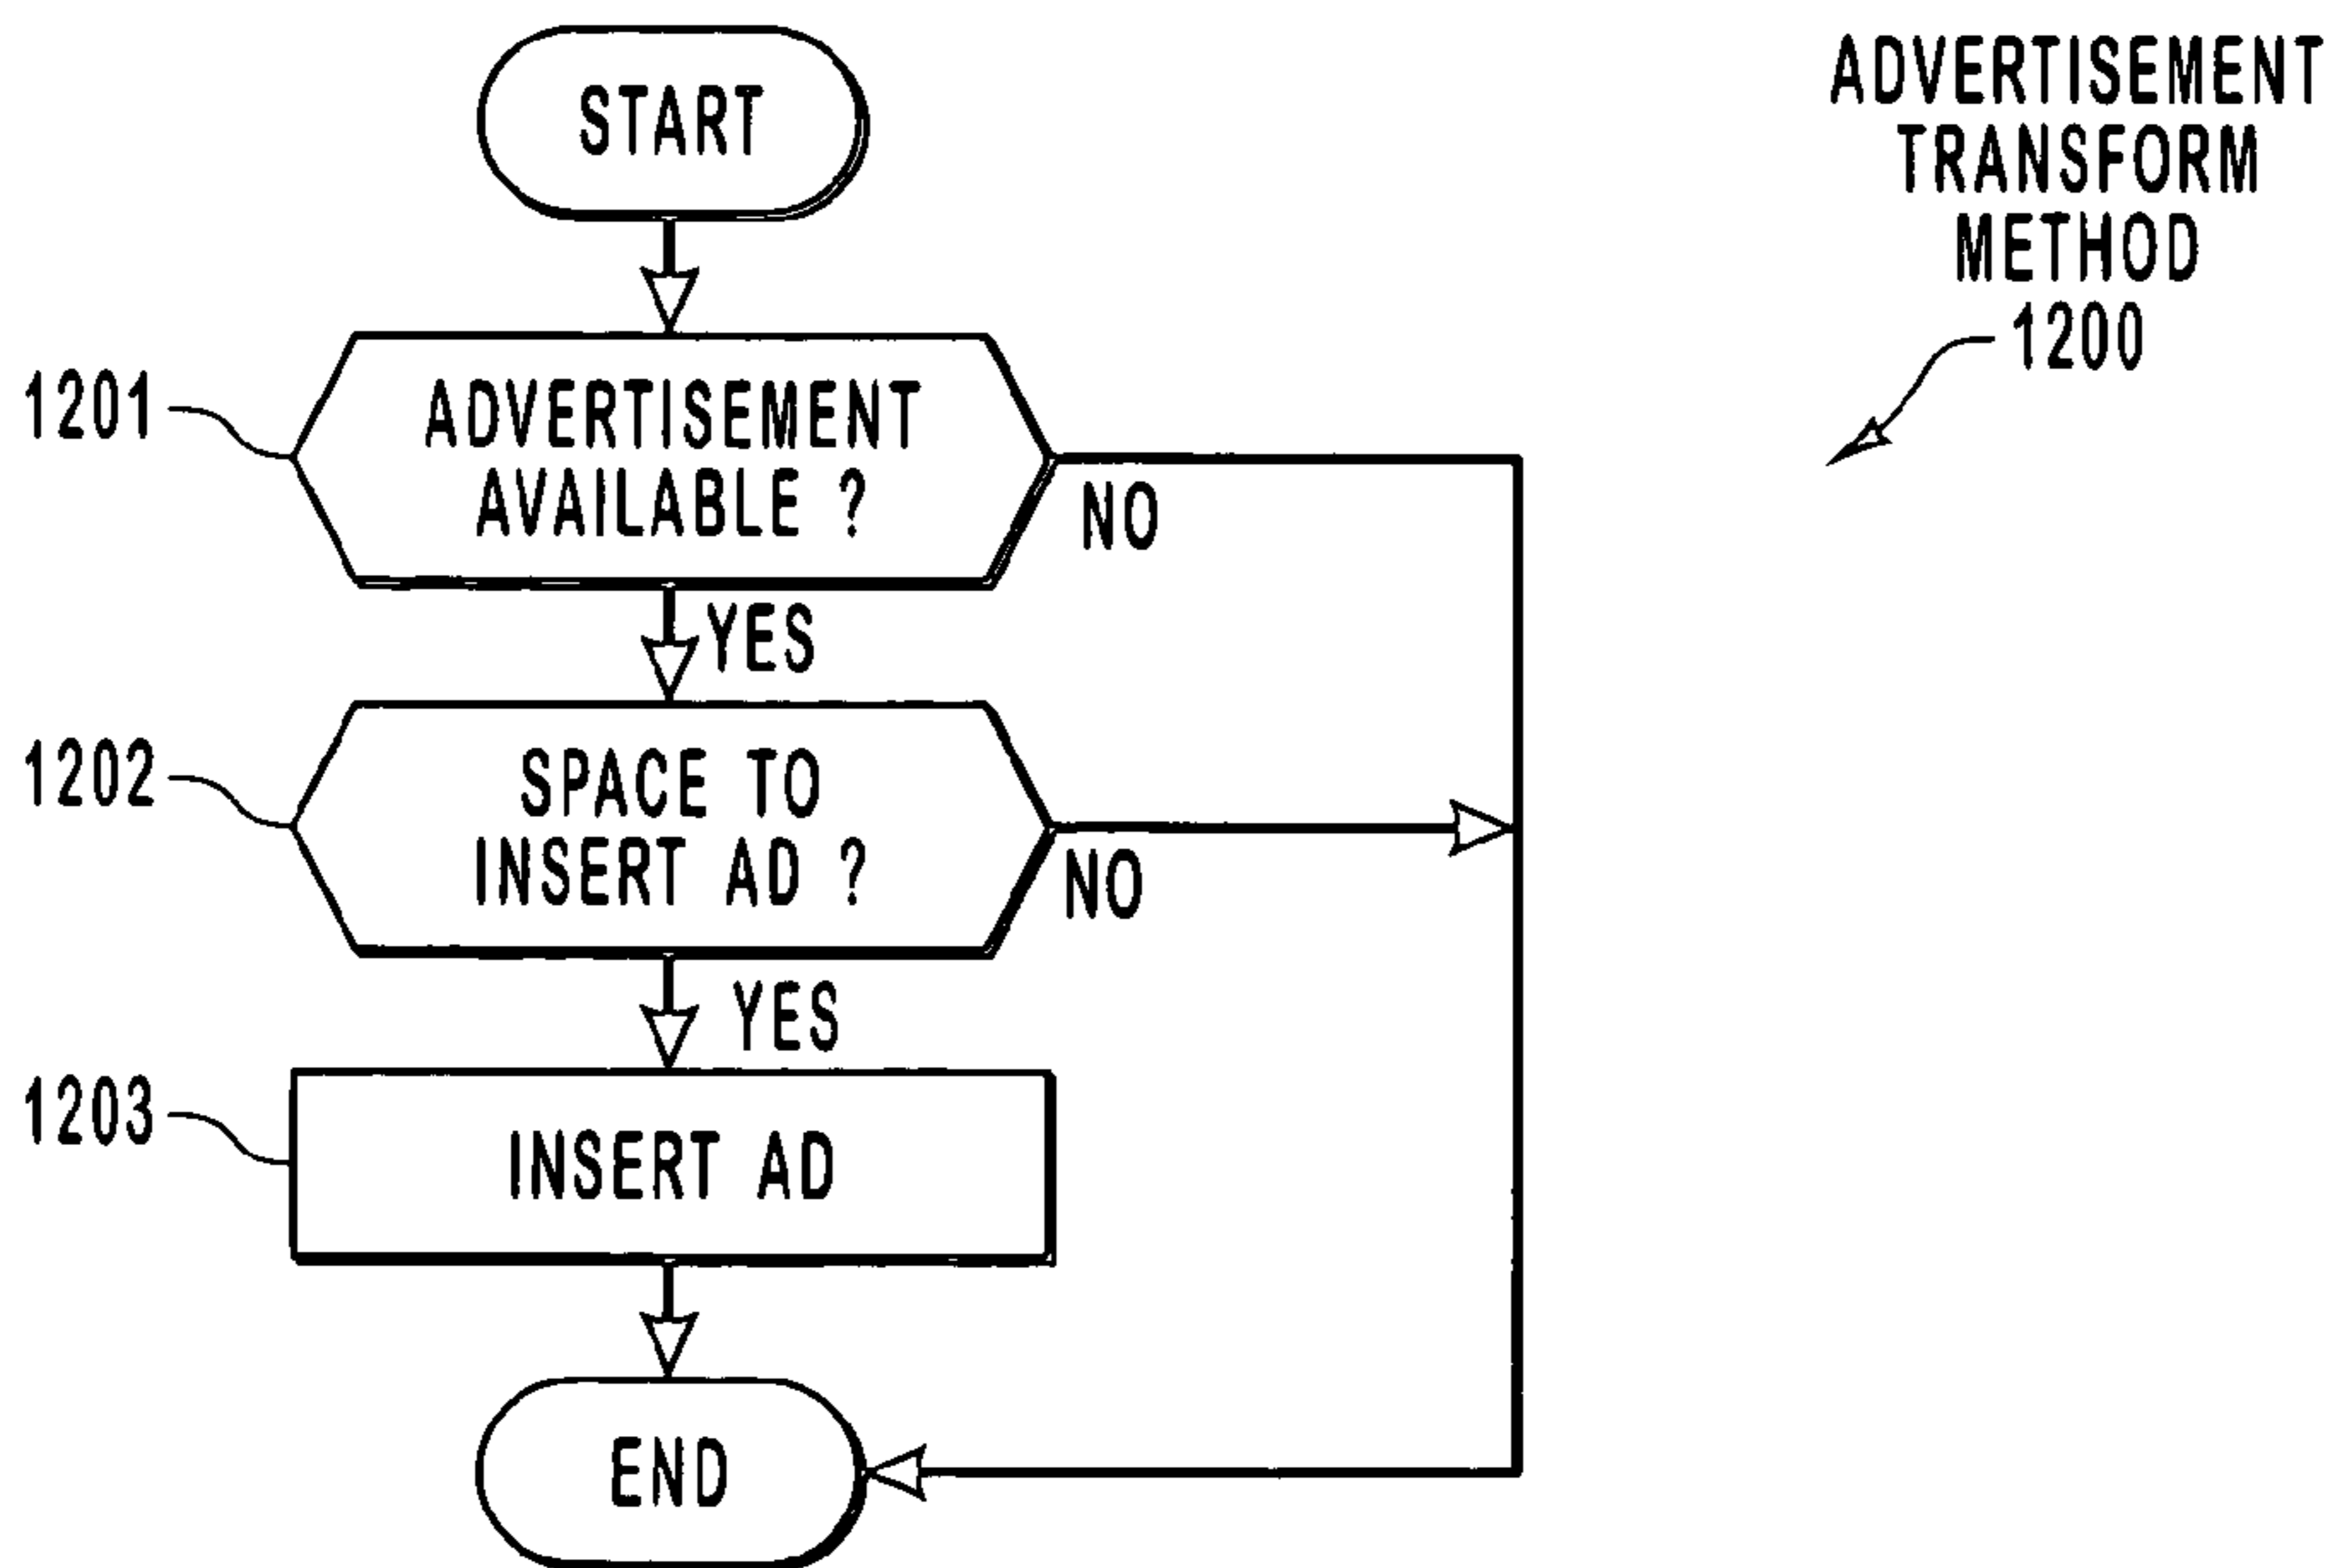 START
ADVERTISEMENT
TRANSFORM
METHOD
1200
1201
ADVERTISEMENT
AVAILABLE ?
NO
YES
1202
SPACE TO
INSERT AD ?
NO
YES
1203
INSERT AD
END